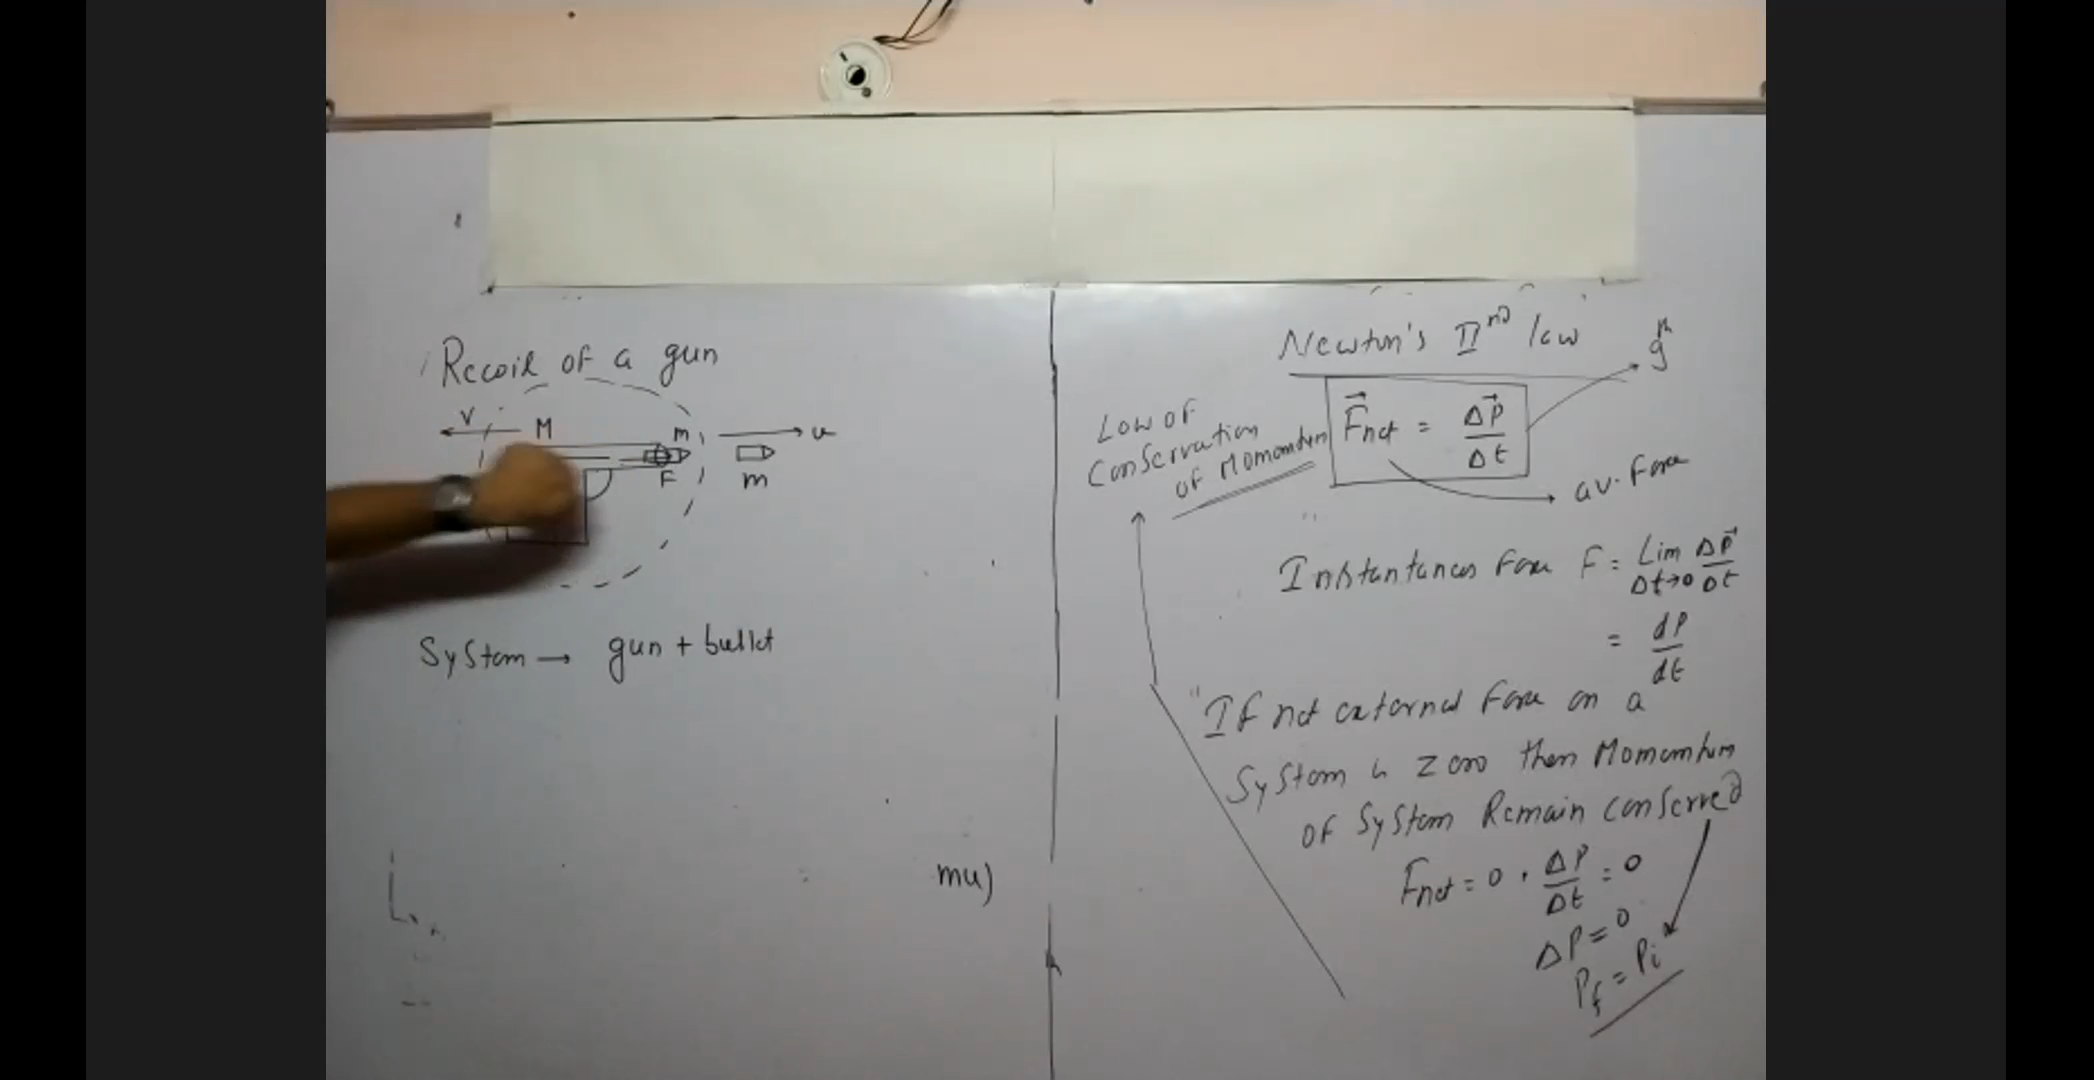 Recoil of a gun
V M m u
F m
System → gun + bullet
mu)
Newton's IInd law
Law of
Conservation
of Momentum
F⃗net = Δp⃗/Δt
av. Force
Instantaneous Force F = Lim Δt→0 Δp⃗/Δt
= dp/dt
"If net external Force on a
System is zero then Momentum
of System Remain conserved
Fnet = 0 , ΔP/Δt = 0
ΔP = 0
Pf = Pi